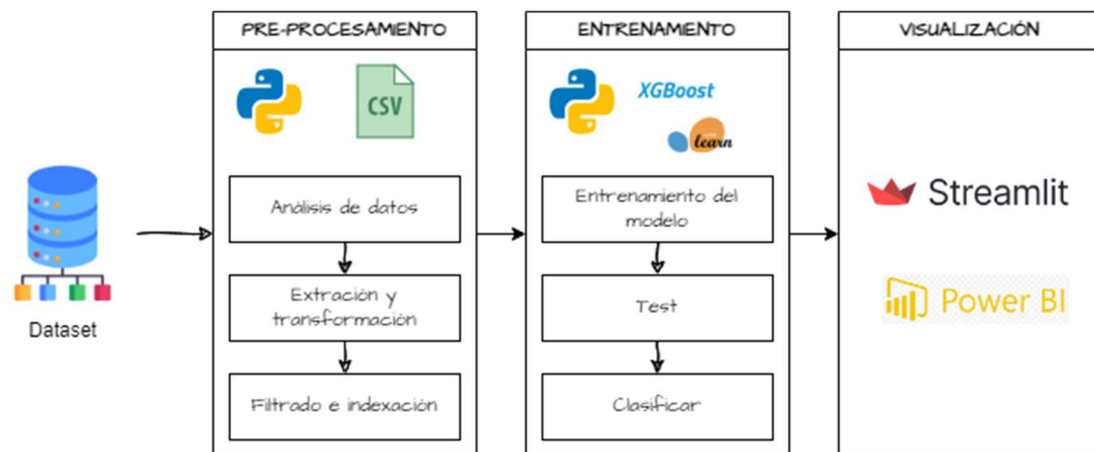 PRE-PROCESAMIENTO
CSV
Análisis de datos
Extracción y
transformación
Filtrado e indexación
ENTRENAMIENTO
XGBoost
learn
Entrenamiento del
modelo
Test
Clasificar
VISUALIZACIÓN
Streamlit
Power BI
Dataset